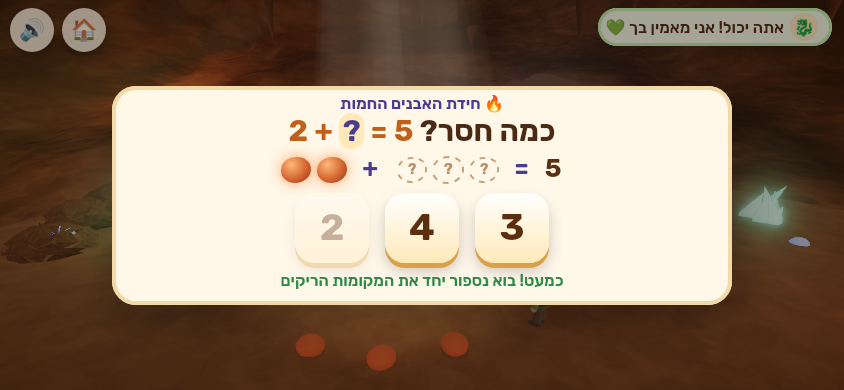 אתה יכול! אני מאמין בך 💚
🔥 חידת האבנים החמות
כמה חסר? 2 + ? = 5
+ ? ? ? = 5
2 4 3
כמעט! בוא נספור יחד את המקומות הריקים